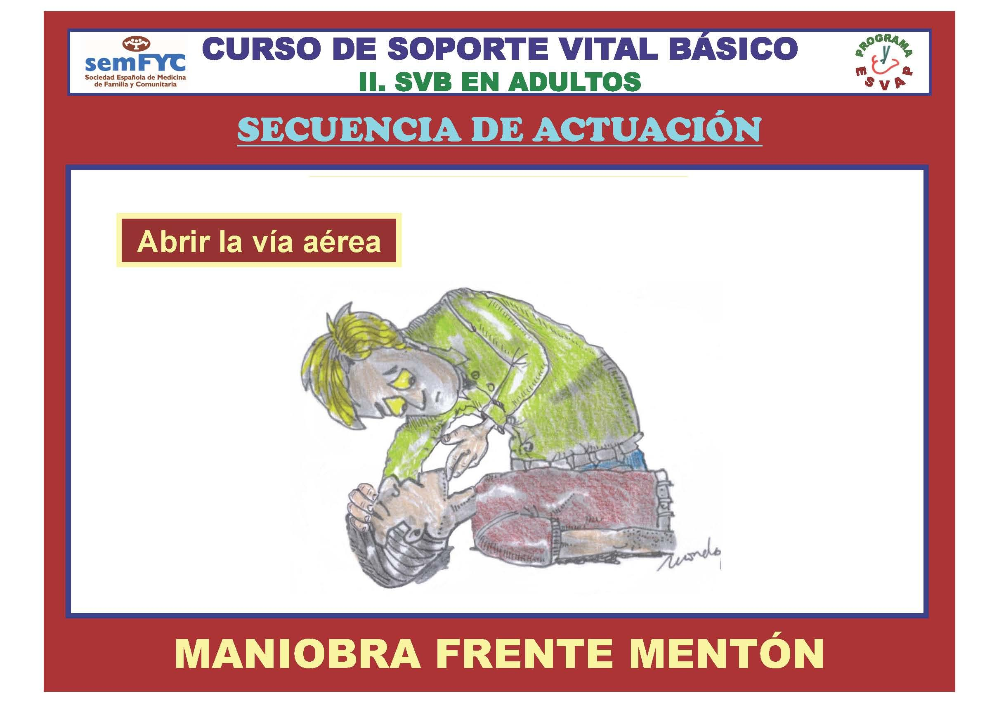 semFYC
Sociedad Española de Medicina
de Familia y Comunitaria
CURSO DE SOPORTE VITAL BÁSICO
II. SVB EN ADULTOS
PROGRAMA
ESVAP
SECUENCIA DE ACTUACIÓN
Abrir la vía aérea
MANIOBRA FRENTE MENTÓN